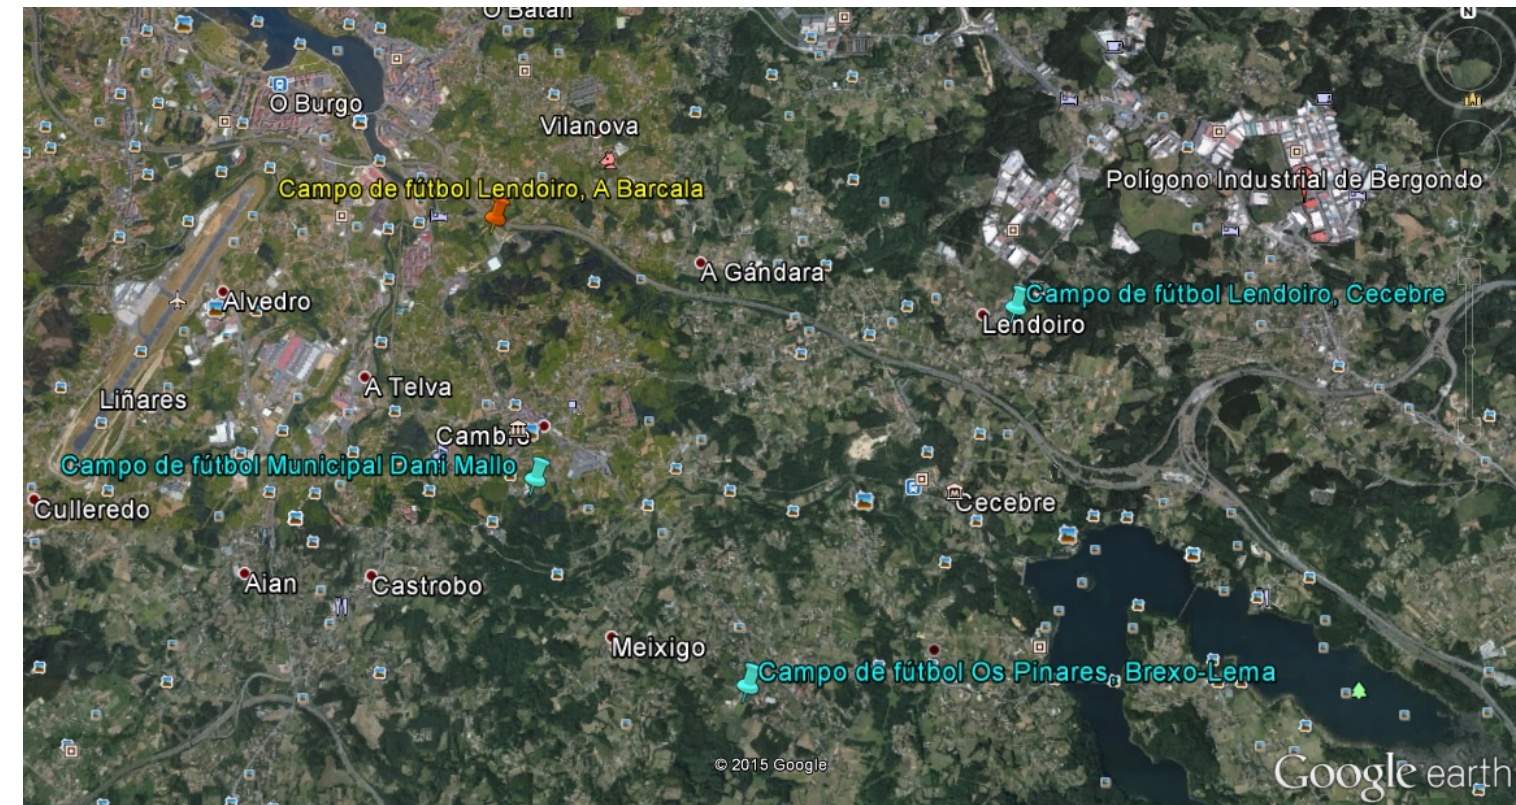 O Batán
N
O Burgo
Vilanova
Campo de fútbol Lendoiro, A Barcala
Polígono Industrial de Bergondo
A Gándara
Alvedro
Campo de fútbol Lendoiro, Cecebre
Lendoiro
A Telva
Liñares
Cambre
Campo de fútbol Municipal Dani Mallo
Culleredo
Cecebre
Aian
Castrobo
Meixigo
Campo de fútbol Os Pinares, Brexo-Lema
© 2015 Google
Google earth